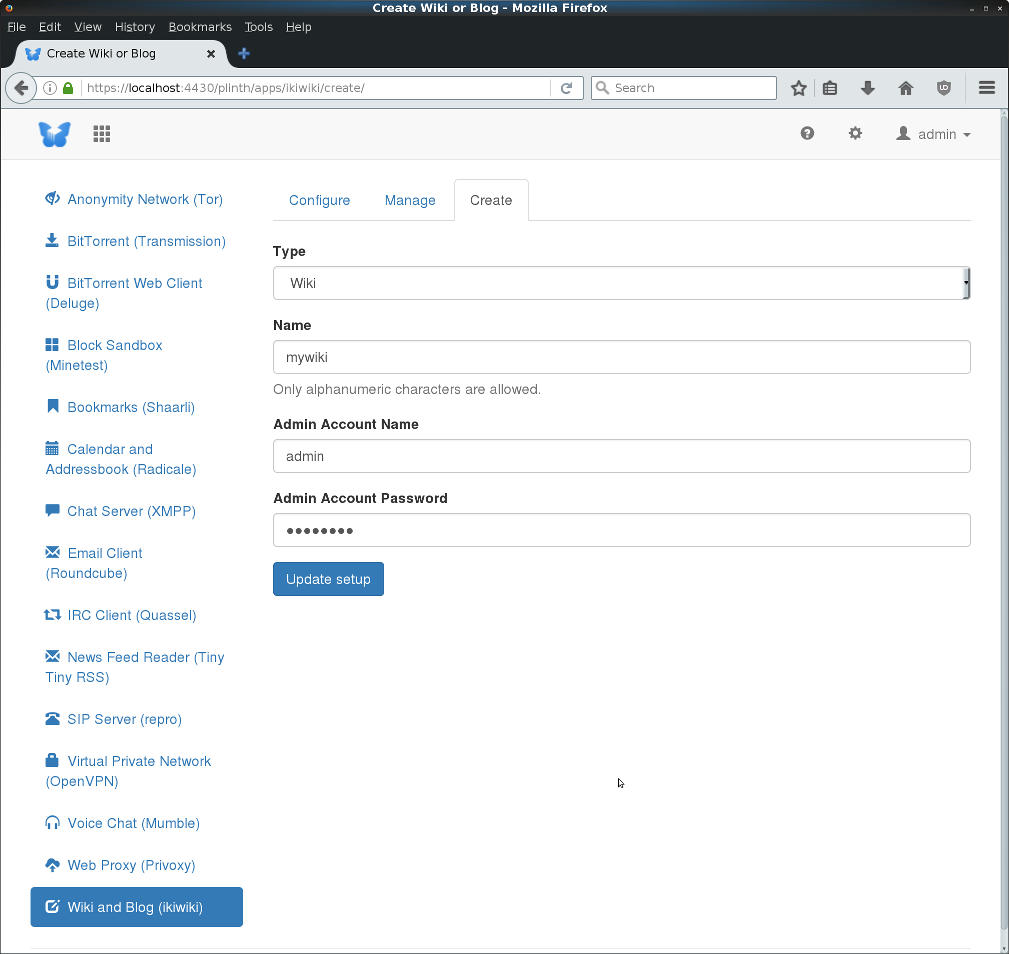 Create Wiki or Blog - Mozilla Firefox
File Edit View History Bookmarks Tools Help
Create Wiki or Blog
https://localhost:4430/plinth/apps/ikiwiki/create/
Search
admin
Anonymity Network (Tor)
BitTorrent (Transmission)
BitTorrent Web Client
(Deluge)
Block Sandbox
(Minetest)
Bookmarks (Shaarli)
Calendar and
Addressbook (Radicale)
Chat Server (XMPP)
Email Client
(Roundcube)
IRC Client (Quassel)
News Feed Reader (Tiny
Tiny RSS)
SIP Server (repro)
Virtual Private Network
(OpenVPN)
Voice Chat (Mumble)
Web Proxy (Privoxy)
Wiki and Blog (ikiwiki)
Configure Manage Create
Type
Wiki
Name
mywiki
Only alphanumeric characters are allowed.
Admin Account Name
admin
Admin Account Password
●●●●●●●●
Update setup